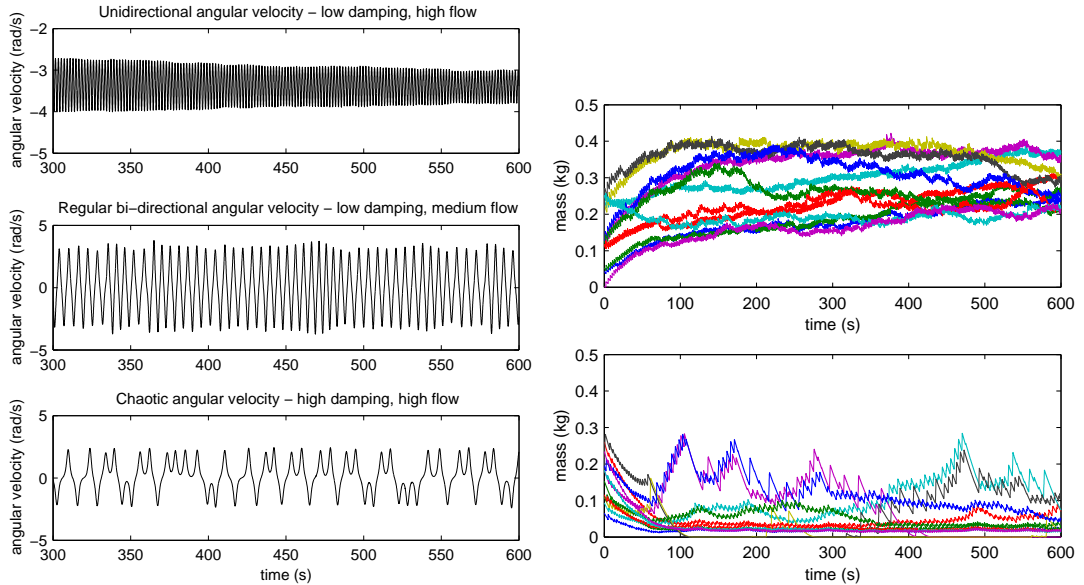 Unidirectional angular velocity − low damping, high flow
angular velocity (rad/s)
−2
−3
−4
−5
300 350 400 450 500 550 600
Regular bi−directional angular velocity − low damping, medium flow
angular velocity (rad/s)
5
0
−5
300 350 400 450 500 550 600
Chaotic angular velocity − high damping, high flow
angular velocity (rad/s)
5
0
−5
300 350 400 450 500 550 600
time (s)
mass (kg)
0.5
0.4
0.3
0.2
0.1
0
0 100 200 300 400 500 600
time (s)
mass (kg)
0.5
0.4
0.3
0.2
0.1
0
0 100 200 300 400 500 600
time (s)